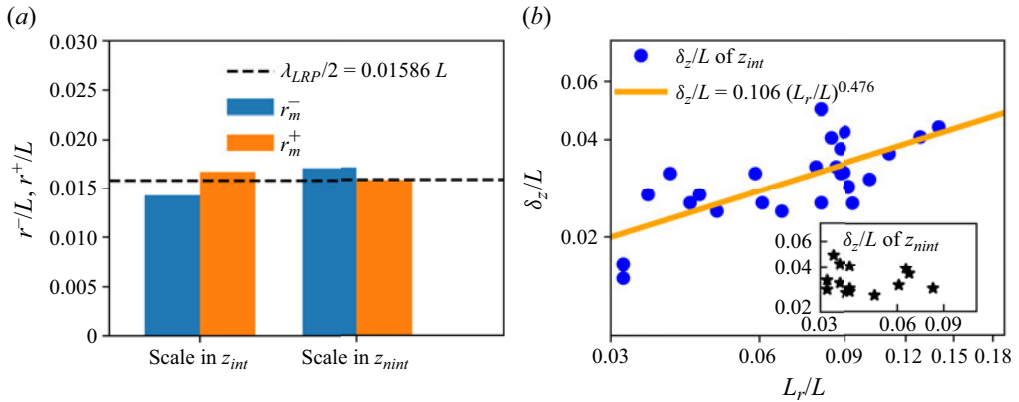 (a)
0.030
0.025
0.020
0.015
0.010
0.005
0
r⁻/L, r⁺/L
λ_LRP/2 = 0.01586 L
r_m⁻
r_m⁺
Scale in z_int
Scale in z_nint
(b)
0.06
0.04
0.02
δ_z/L
δ_z/L of z_int
δ_z/L = 0.106 (L_r/L)^0.476
δ_z/L of z_nint
0.06
0.04
0.02
0.03
0.06
0.09
0.03
0.06
0.09
0.12
0.15
0.18
L_r/L